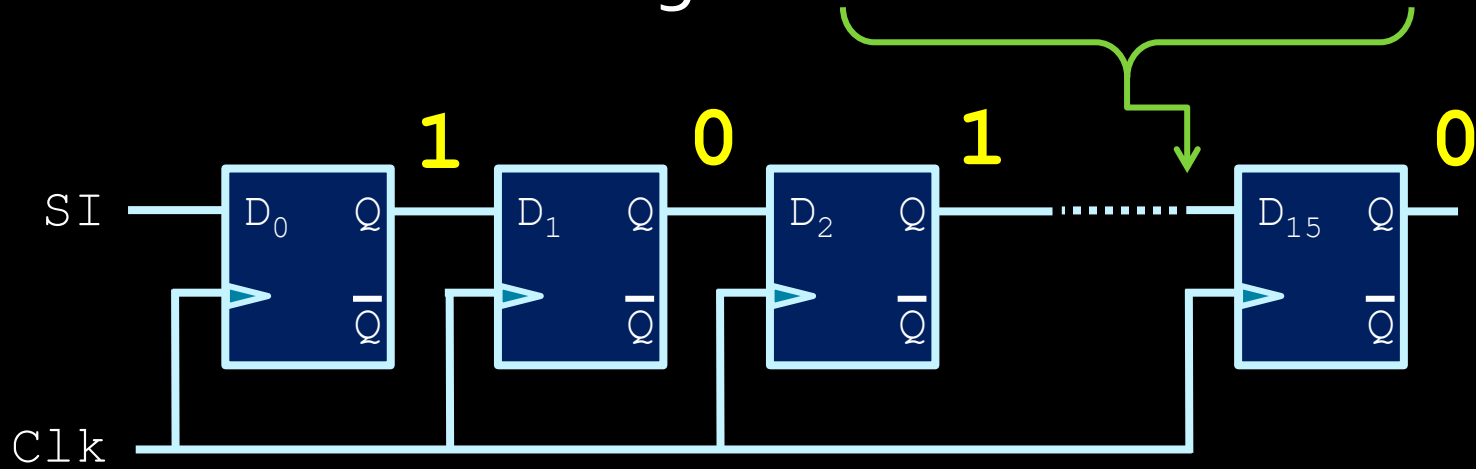 1 0 1 0
SI D₀ Q D₁ Q D₂ Q D₁₅ Q
Q̅ Q̅ Q̅ Q̅
Clk